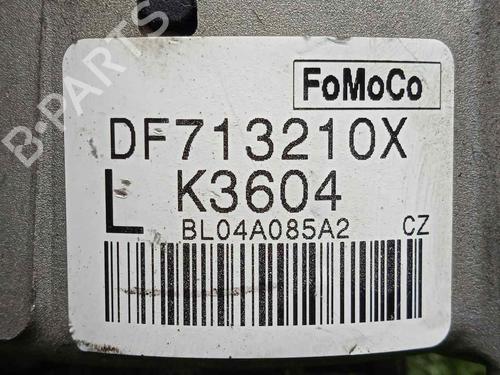 B-PARTS
FoMoCo
DF713210X
L K3604
BL04A085A2 CZ